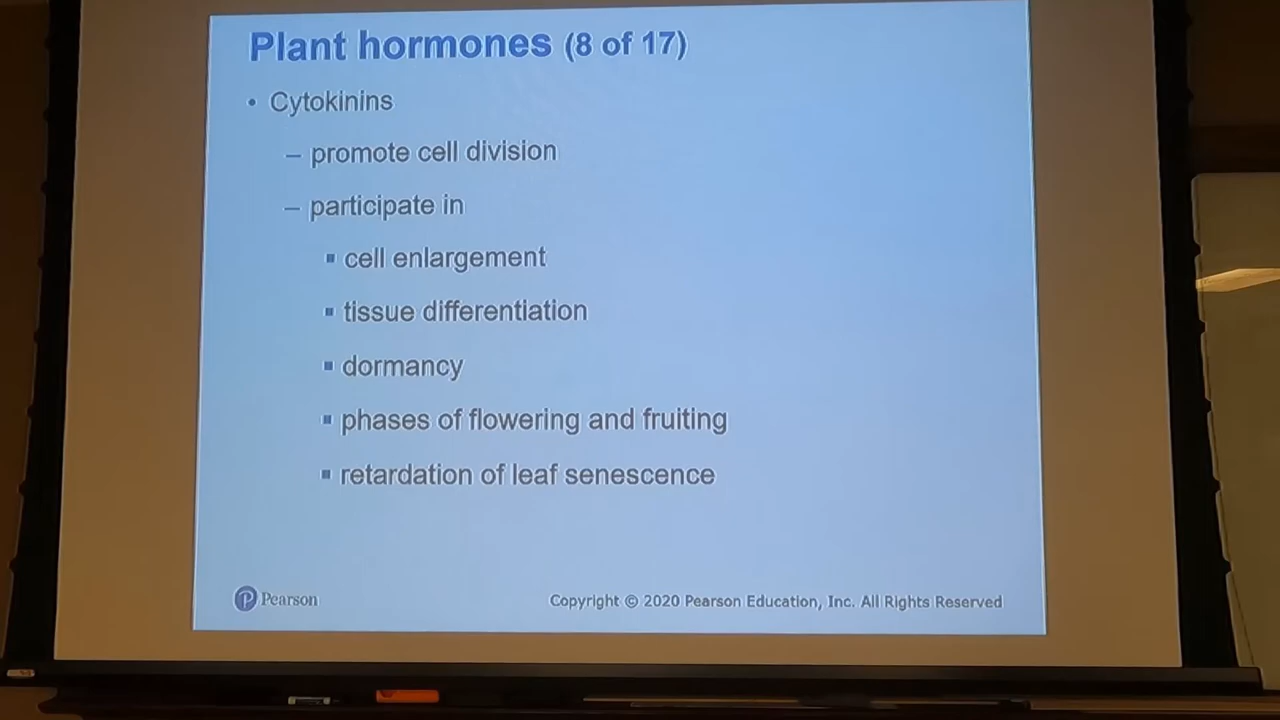 Plant hormones (8 of 17)
• Cytokinins
– promote cell division
– participate in
▪ cell enlargement
▪ tissue differentiation
▪ dormancy
▪ phases of flowering and fruiting
▪ retardation of leaf senescence
P Pearson
Copyright © 2020 Pearson Education, Inc. All Rights Reserved